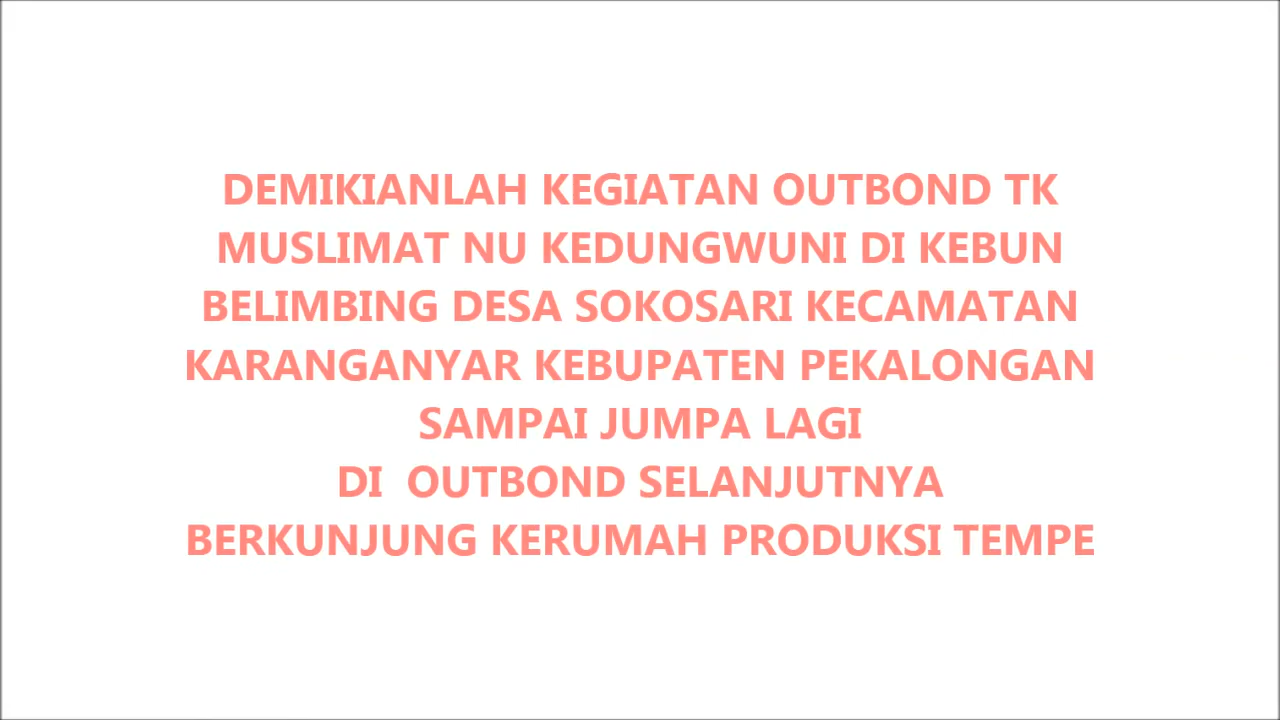 DEMIKIANLAH KEGIATAN OUTBOND TK
MUSLIMAT NU KEDUNGWUNI DI KEBUN
BELIMBING DESA SOKOSARI KECAMATAN
KARANGANYAR KEBUPATEN PEKALONGAN
SAMPAI JUMPA LAGI
DI  OUTBOND SELANJUTNYA
BERKUNJUNG KERUMAH PRODUKSI TEMPE